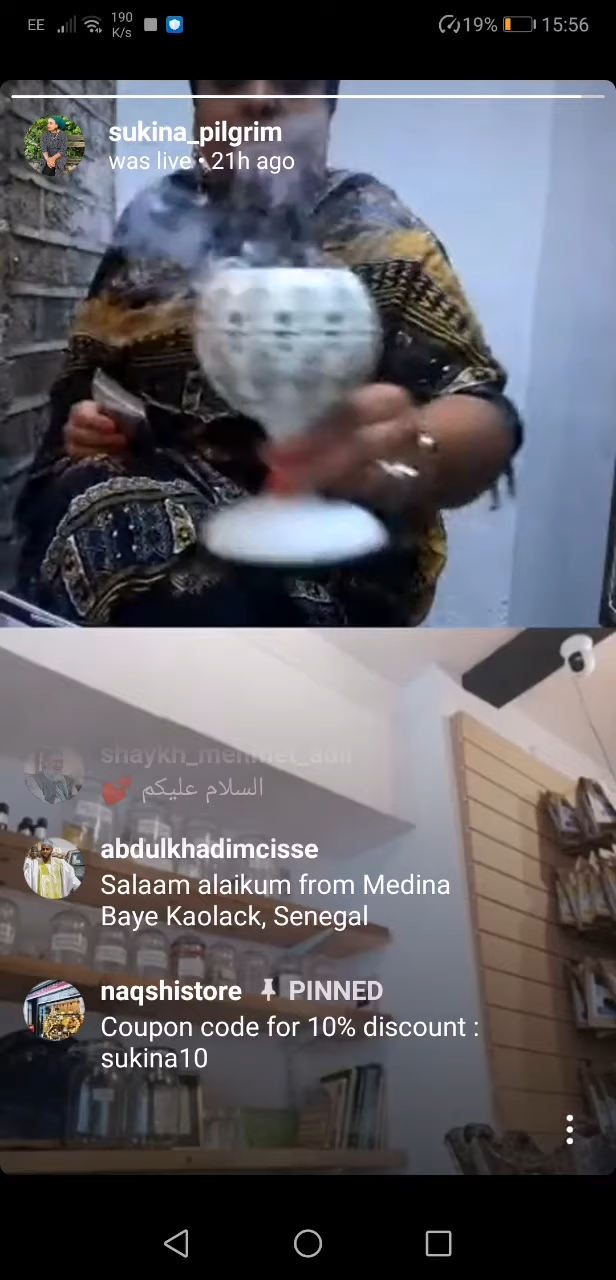 EE
190
K/s
19%
15:56
sukina_pilgrim
was live • 21h ago
السلام عليكم
abdulkhadimcisse
Salaam alaikum from Medina
Baye Kaolack, Senegal
naqshistore PINNED
Coupon code for 10% discount :
sukina10